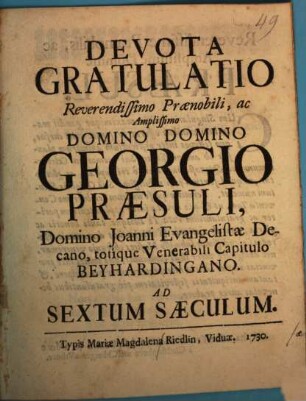 49
DEVOTA
GRATULATIO
Reverendissimo Prænobili, ac
Amplissimo
DOMINO DOMINO
GEORGIO
PRÆSULI,
Domino Joanni Evangelistæ De-
cano, totique Venerabili Capitulo
BEYHARDINGANO.
AD
SEXTUM SÆCULUM.
Typis Mariæ Magdalena Riedlin, Viduæ, 1730.
æ